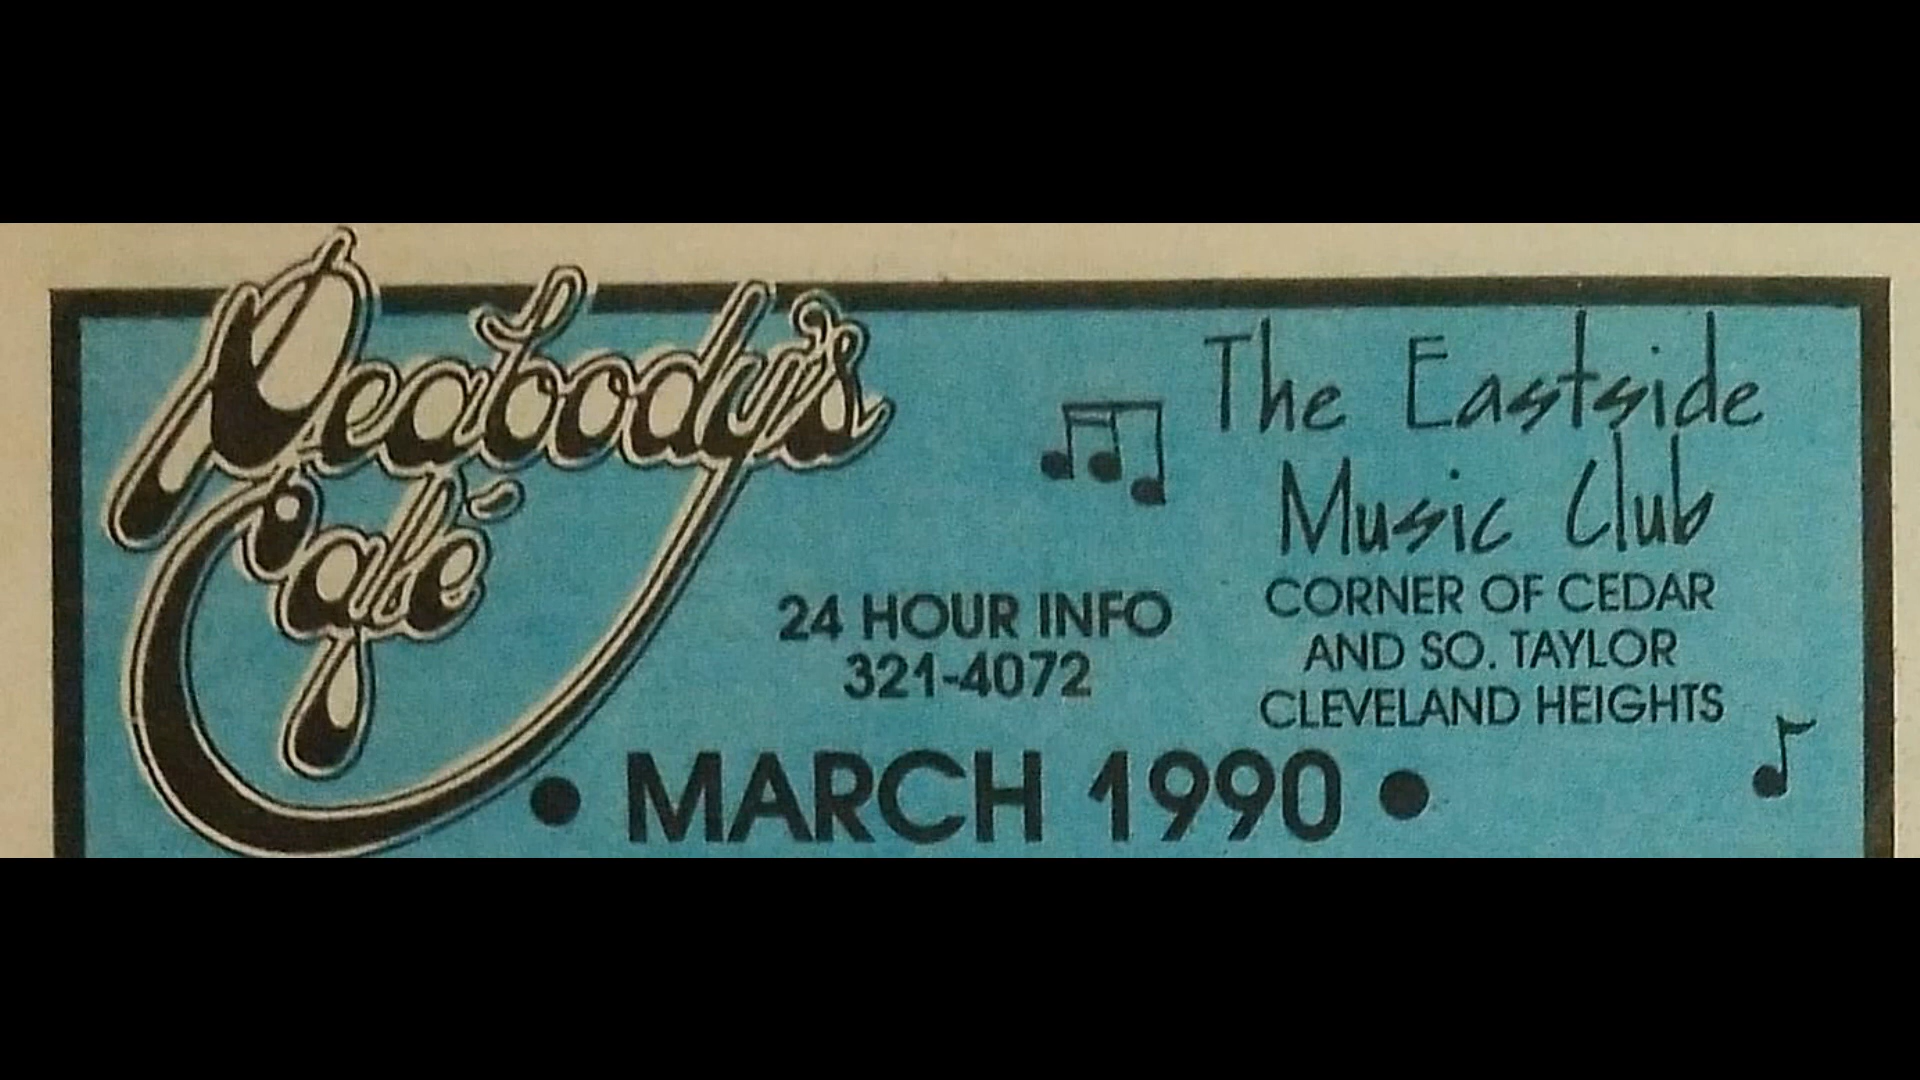 Peabody's
Café
The Eastside
Music Club
CORNER OF CEDAR
AND SO. TAYLOR
CLEVELAND HEIGHTS
24 HOUR INFO
321-4072
• MARCH 1990 •